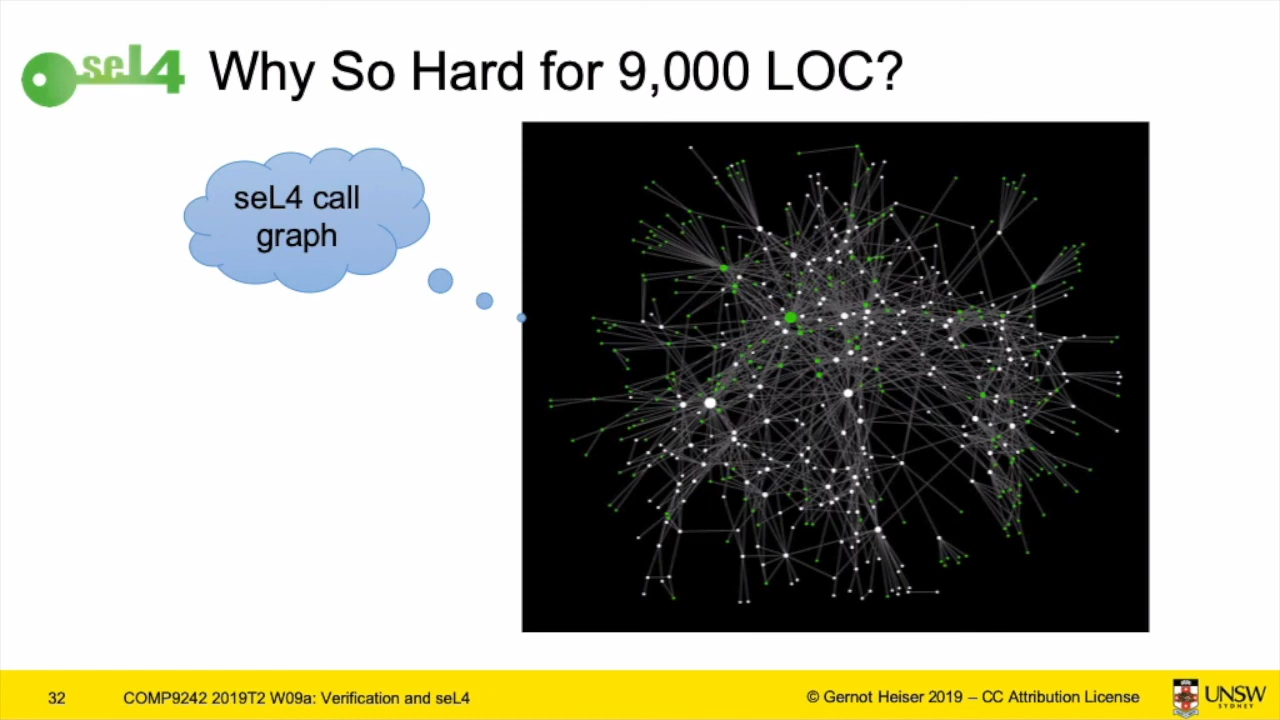 seL4
Why So Hard for 9,000 LOC?
seL4 call
graph
32
COMP9242 2019T2 W09a: Verification and seL4
© Gernot Heiser 2019 – CC Attribution License
UNSW
SYDNEY